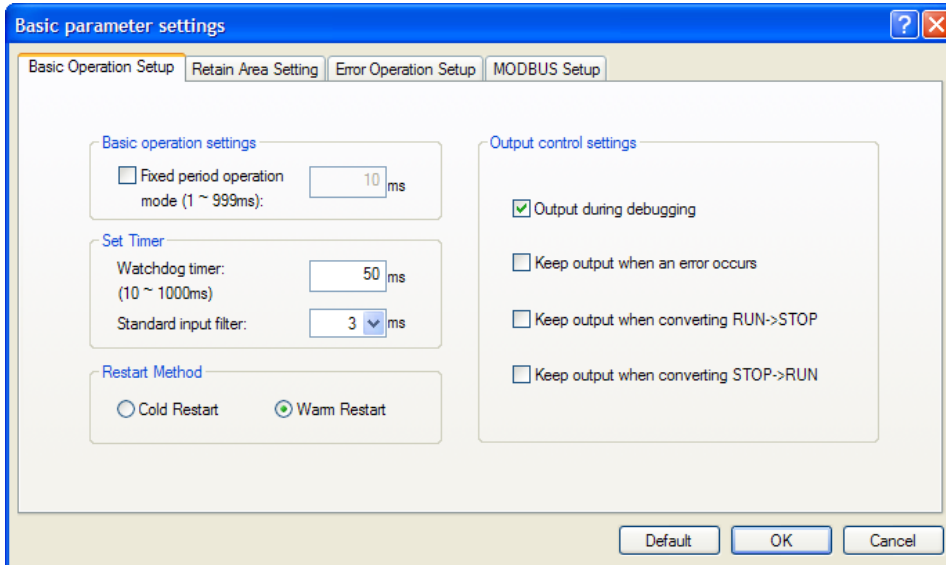 Basic parameter settings
Basic Operation Setup
Retain Area Setting
Error Operation Setup
MODBUS Setup
Basic operation settings
Fixed period operation
mode (1 ~ 999ms):
10 ms
Set Timer
Watchdog timer:
(10 ~ 1000ms)
50 ms
Standard input filter:
3 ms
Restart Method
Cold Restart
Warm Restart
Output control settings
Output during debugging
Keep output when an error occurs
Keep output when converting RUN->STOP
Keep output when converting STOP->RUN
Default
OK
Cancel